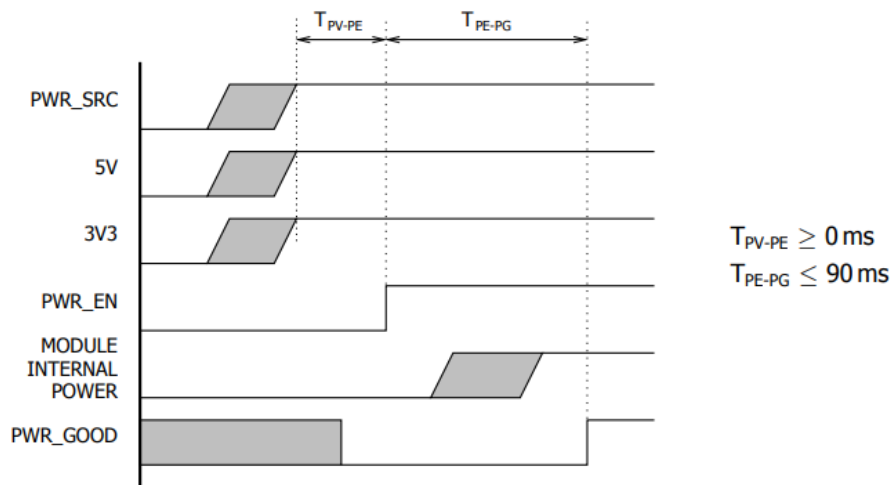 T_PV-PE T_PE-PG
PWR_SRC
5V
3V3
T_PV-PE ≥ 0 ms
T_PE-PG ≤ 90 ms
PWR_EN
MODULE
INTERNAL
POWER
PWR_GOOD